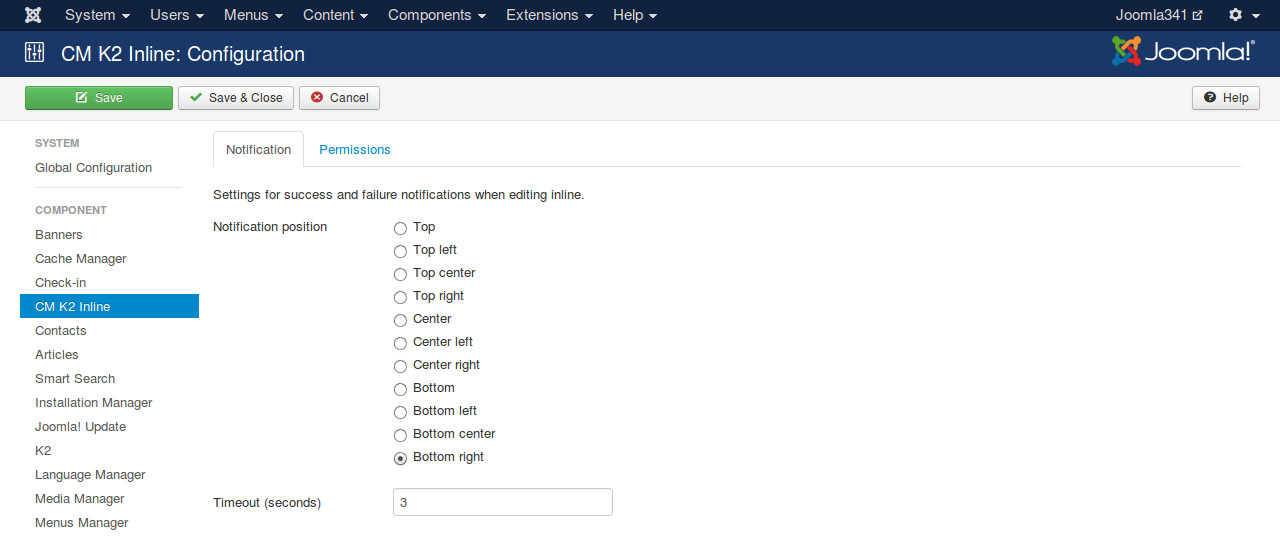 System Users Menus Content Components Extensions Help Joomla341
CM K2 Inline: Configuration Joomla!®
Save Save & Close Cancel Help
SYSTEM
Global Configuration
COMPONENT
Banners
Cache Manager
Check-in
CM K2 Inline
Contacts
Articles
Smart Search
Installation Manager
Joomla! Update
K2
Language Manager
Media Manager
Menus Manager
Notification Permissions
Settings for success and failure notifications when editing inline.
Notification position
Top
Top left
Top center
Top right
Center
Center left
Center right
Bottom
Bottom left
Bottom center
Bottom right
Timeout (seconds) 3